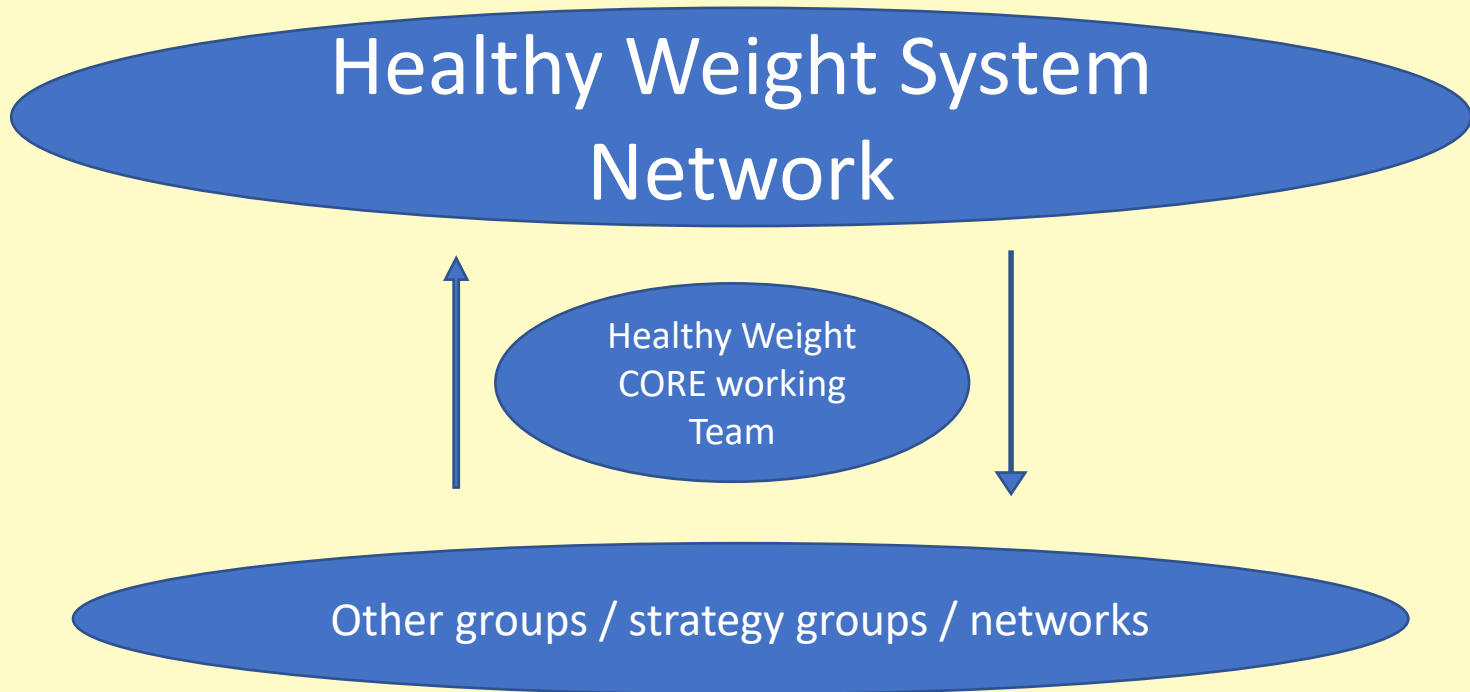 Healthy Weight System
Network
Healthy Weight
CORE working
Team
Other groups / strategy groups / networks